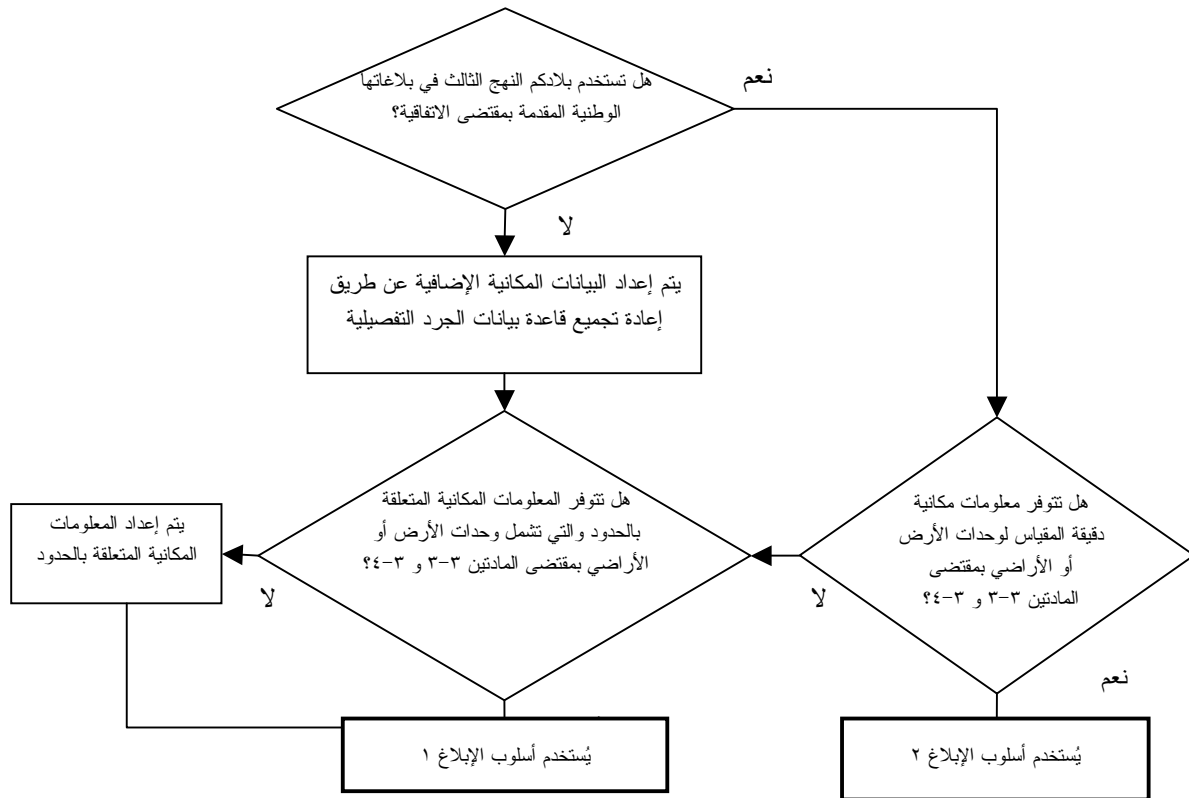 هل تستخدم بلادكم النهج الثالث في بلاغاتها
الوطنية المقدمة بمقتضى الاتفاقية؟
نعم
لا
يتم إعداد البيانات المكانية الإضافية عن طريق
إعادة تجميع قاعدة بيانات الجرد التفصيلية
هل تتوفر معلومات مكانية
دقيقة المقياس لوحدات الأرض
أو الأراضي بمقتضى
المادتين ٣-٣ و ٣-٤؟
لا
نعم
هل تتوفر المعلومات المكانية المتعلقة
بالحدود والتي تشمل وحدات الأرض أو
الأراضي بمقتضى المادتين ٣-٣ و ٣-٤؟
لا
يتم إعداد المعلومات
المكانية المتعلقة بالحدود
يُستخدم أسلوب الإبلاغ ١
يُستخدم أسلوب الإبلاغ ٢